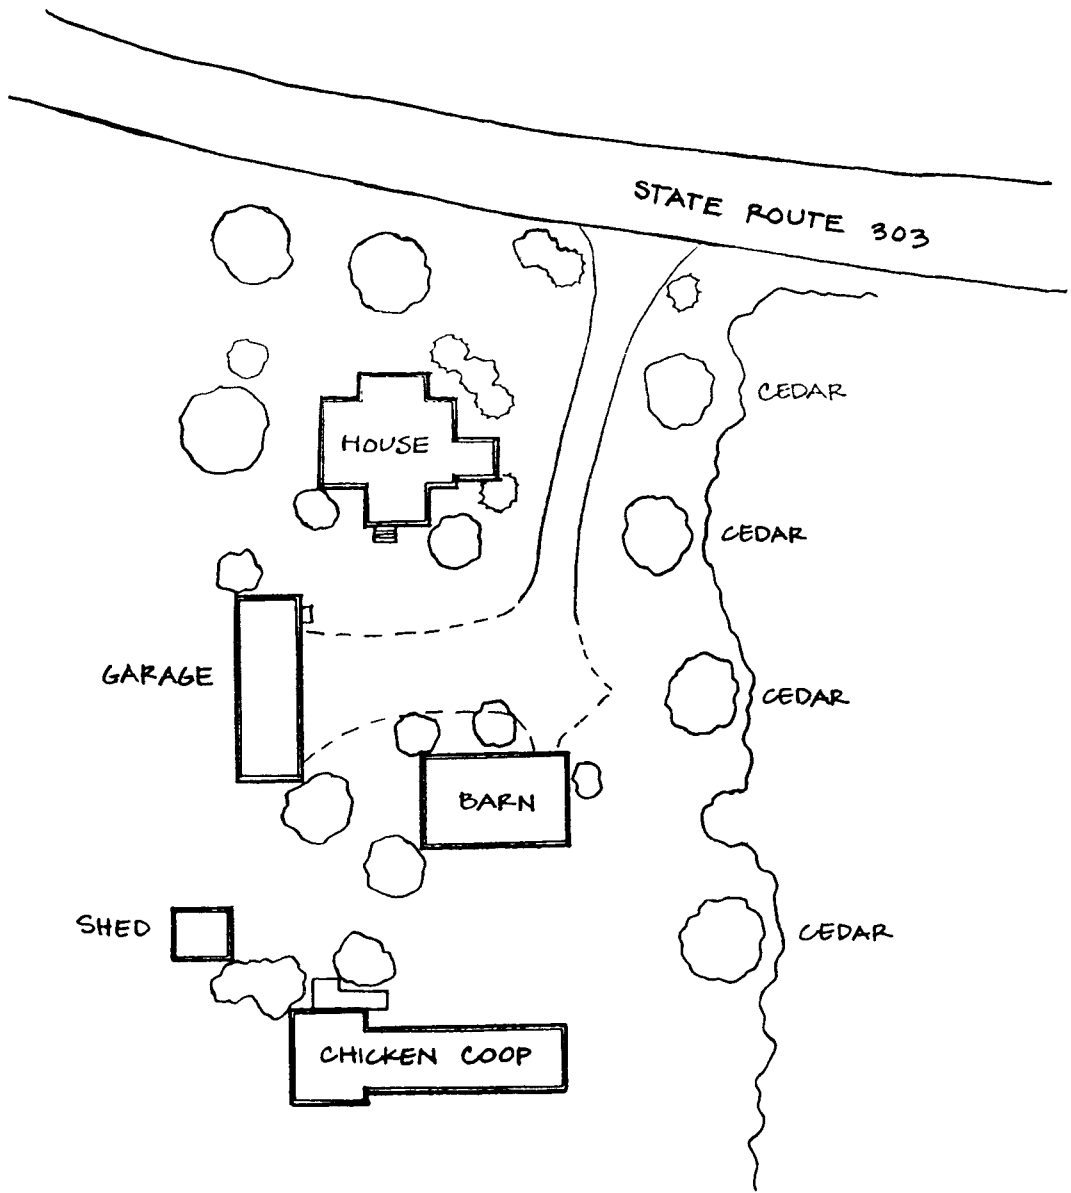 STATE ROUTE 303
CEDAR
HOUSE
CEDAR
GARAGE
CEDAR
BARN
SHED
CEDAR
CHICKEN COOP